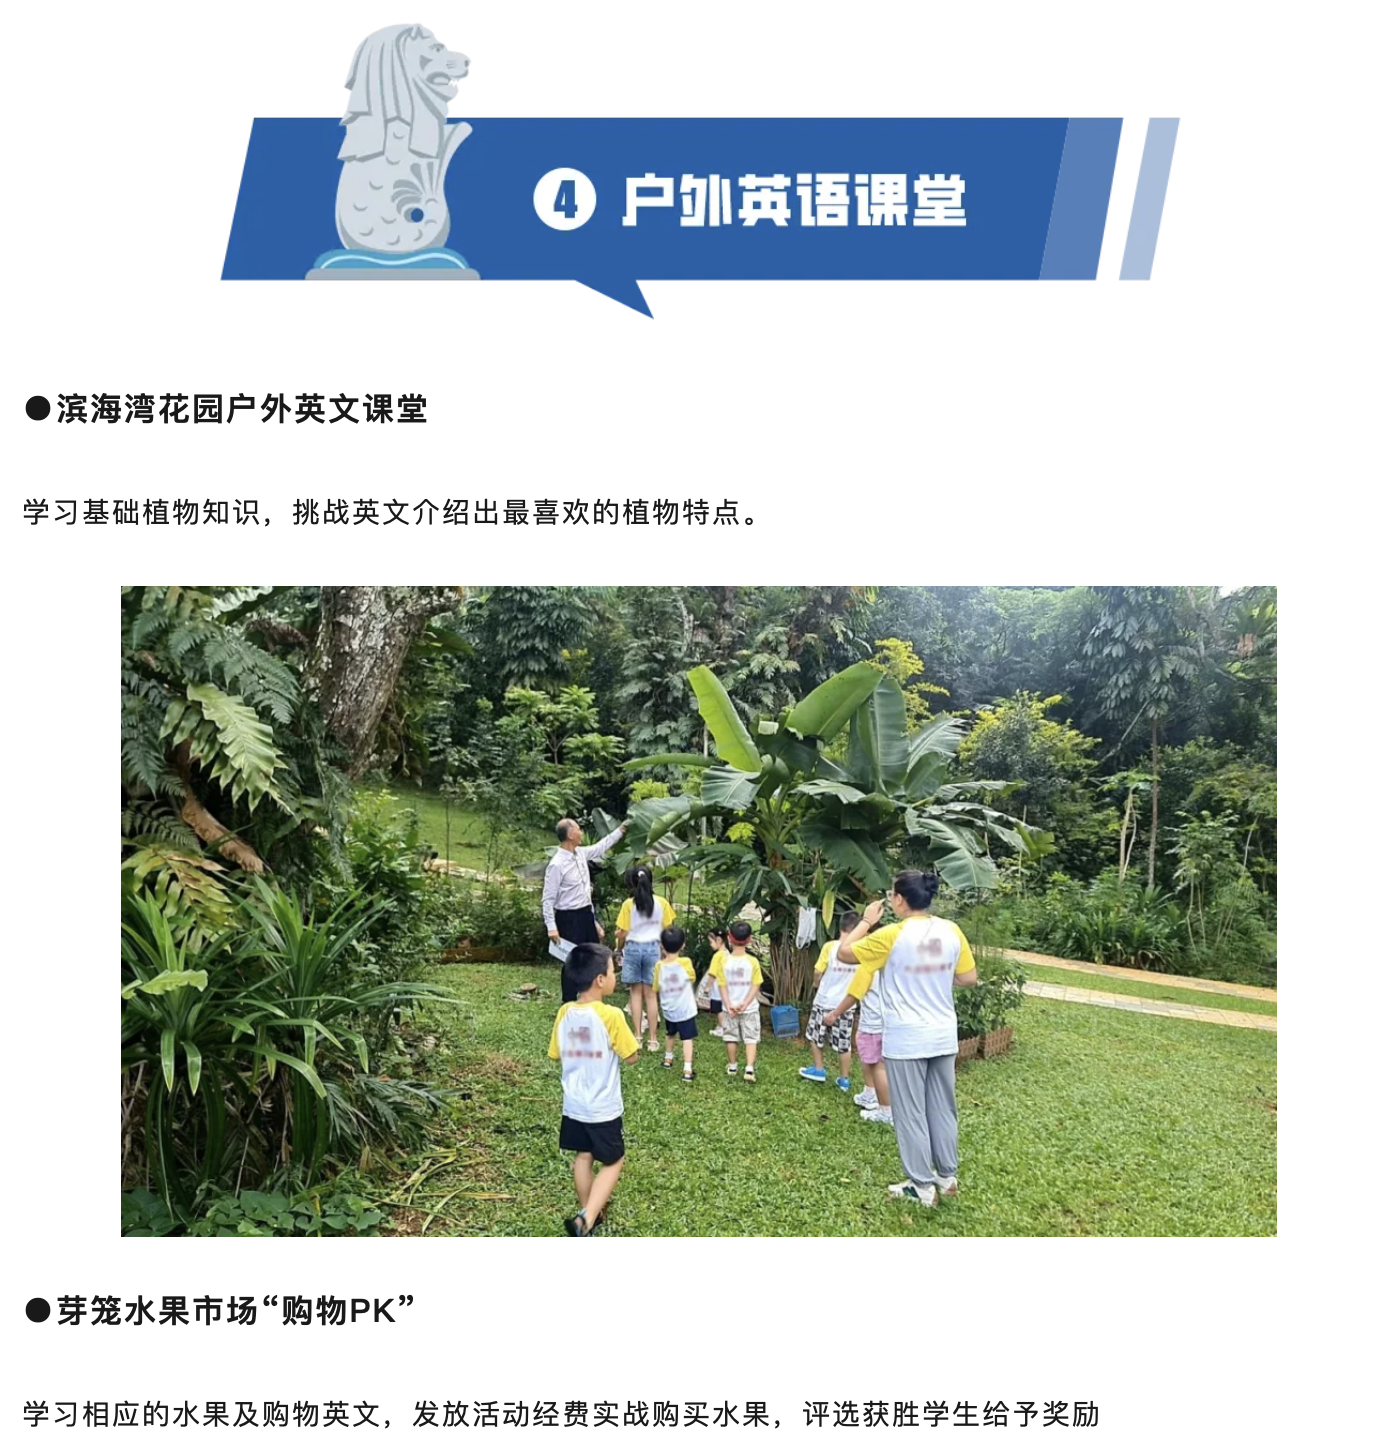 4 户外英语课堂
●滨海湾花园户外英文课堂
学习基础植物知识，挑战英文介绍出最喜欢的植物特点。
●芽笼水果市场“购物PK”
学习相应的水果及购物英文，发放活动经费实战购买水果，评选获胜学生给予奖励